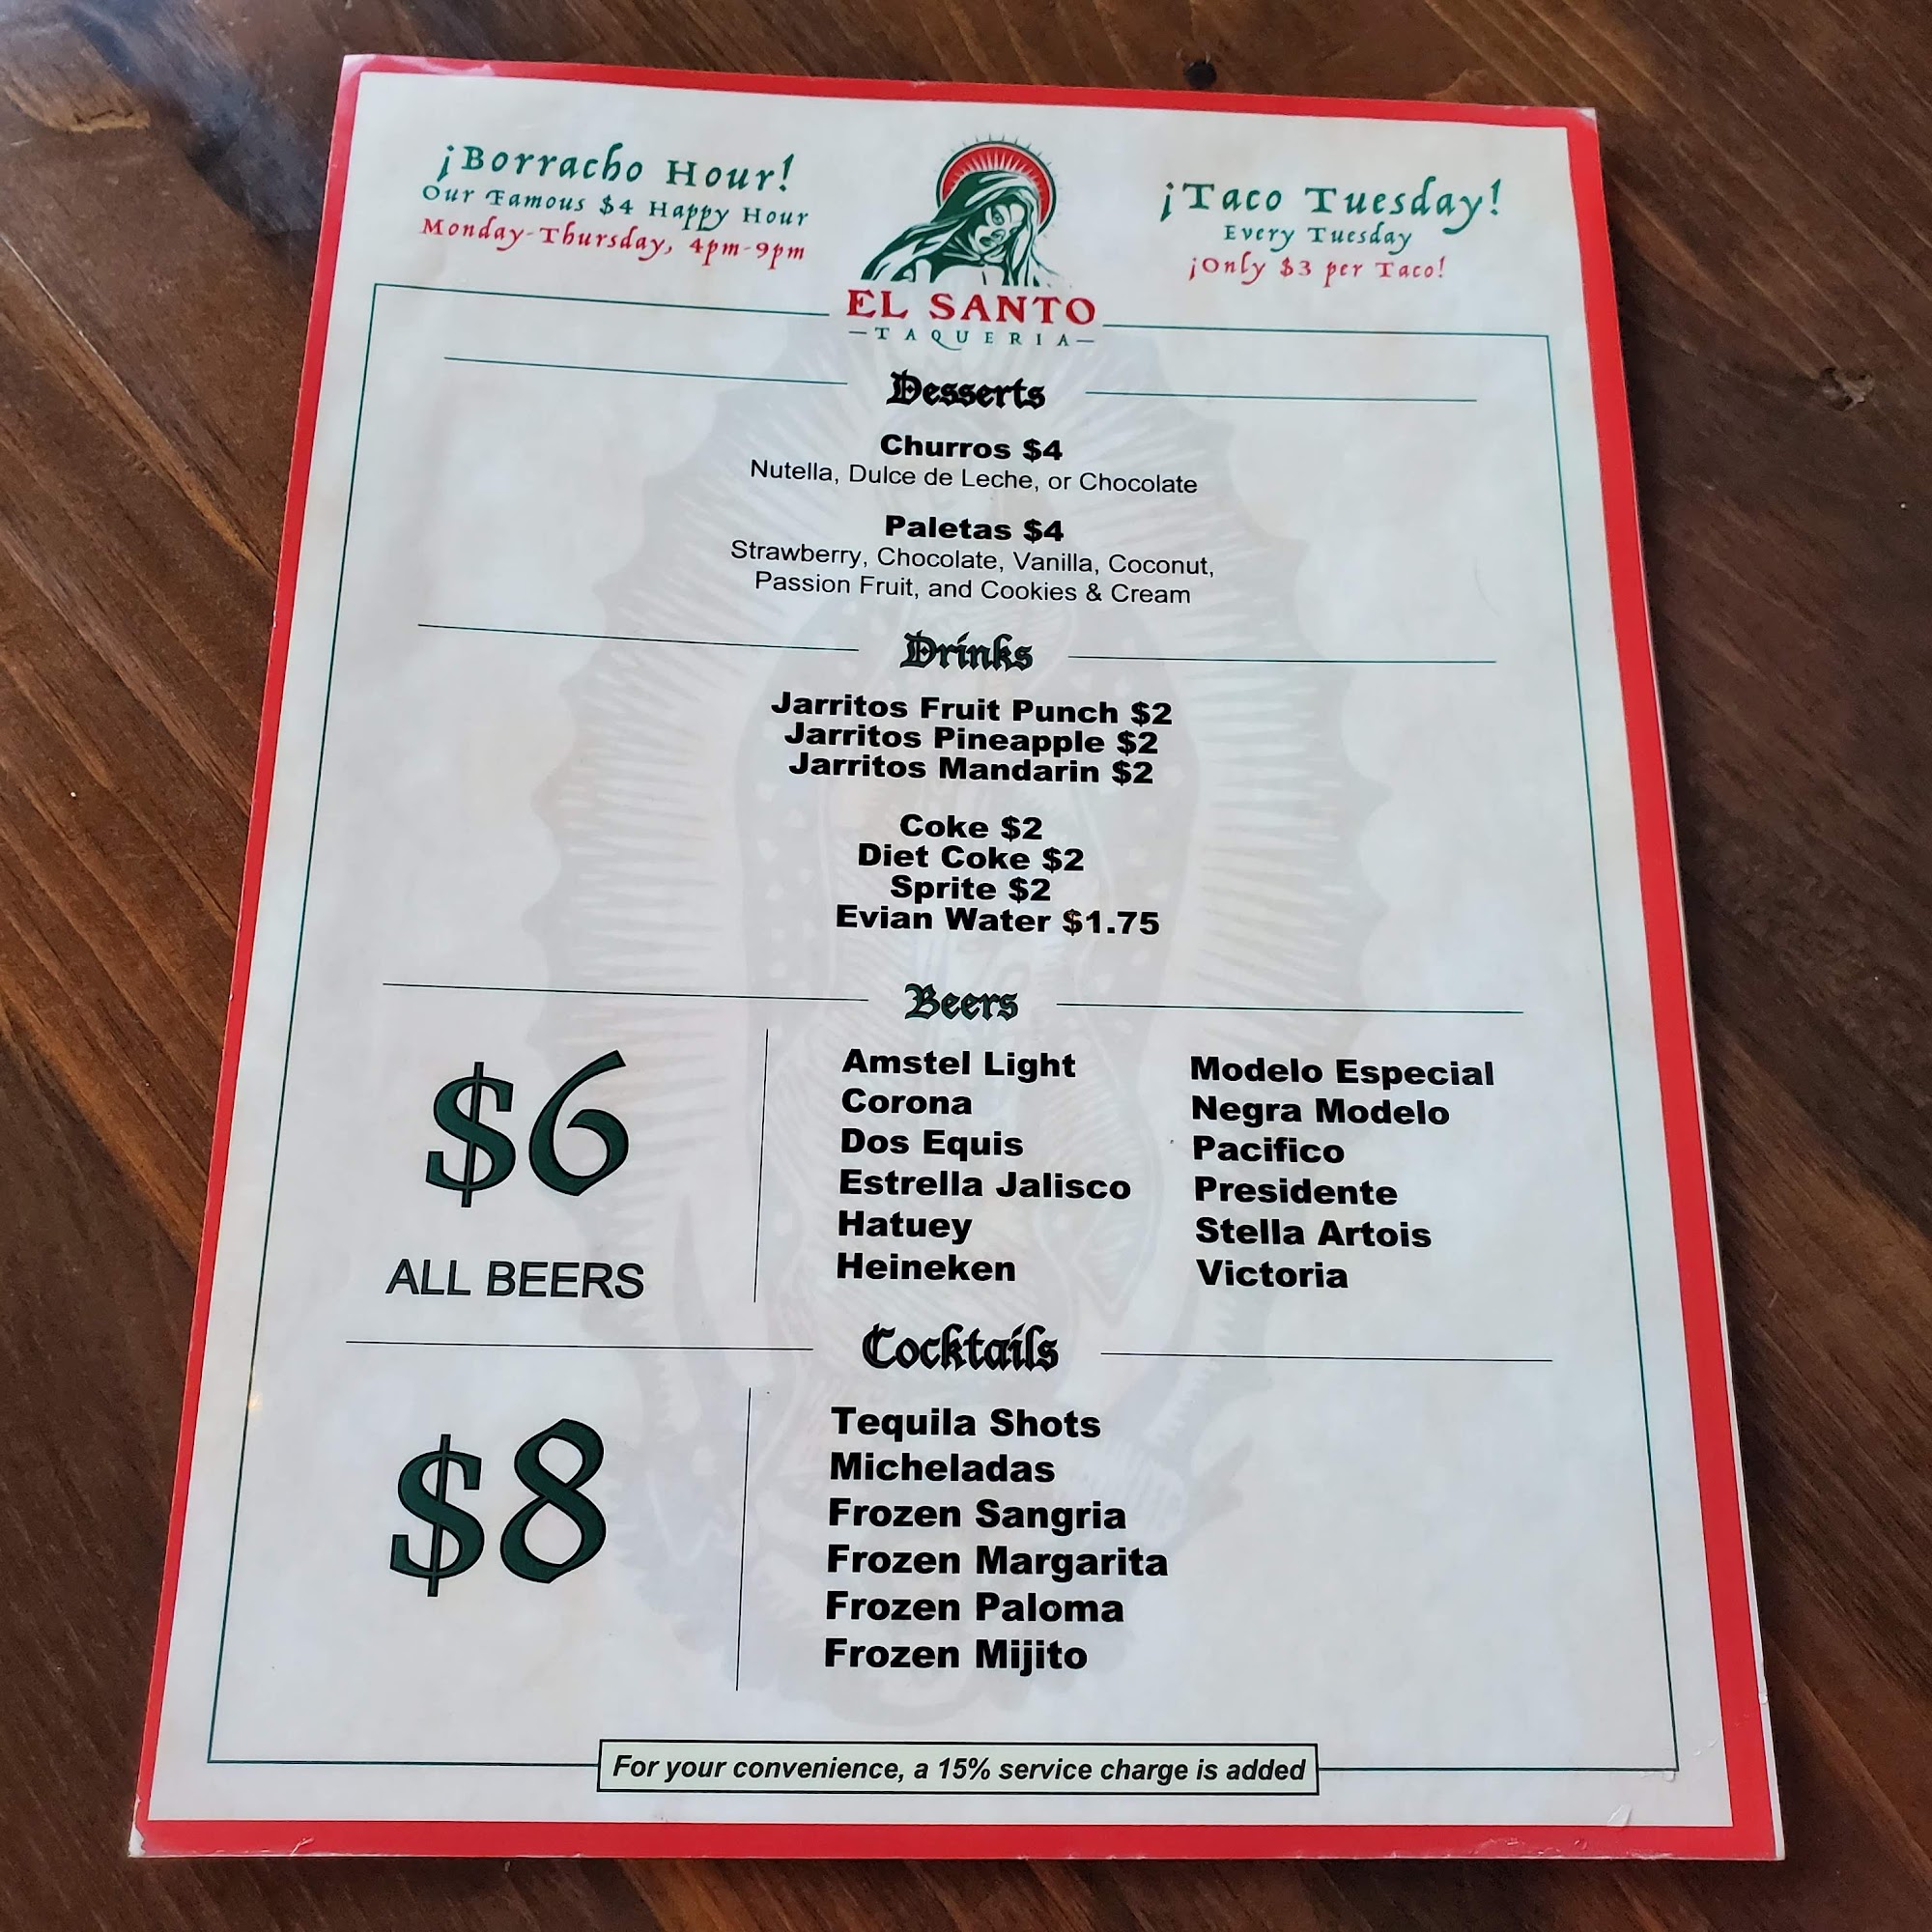 ¡Borracho Hour!
Our Famous $4 Happy Hour
Monday-Thursday, 4pm-9pm
EL SANTO
-TAQUERIA-
¡Taco Tuesday!
Every Tuesday
¡Only $3 per Taco!
Desserts
Churros $4
Nutella, Dulce de Leche, or Chocolate
Paletas $4
Strawberry, Chocolate, Vanilla, Coconut,
Passion Fruit, and Cookies & Cream
Drinks
Jarritos Fruit Punch $2
Jarritos Pineapple $2
Jarritos Mandarin $2
Coke $2
Diet Coke $2
Sprite $2
Evian Water $1.75
Beers
$6
ALL BEERS
Amstel Light
Corona
Dos Equis
Estrella Jalisco
Hatuey
Heineken
Modelo Especial
Negra Modelo
Pacifico
Presidente
Stella Artois
Victoria
Cocktails
$8
Tequila Shots
Micheladas
Frozen Sangria
Frozen Margarita
Frozen Paloma
Frozen Mijito
For your convenience, a 15% service charge is added